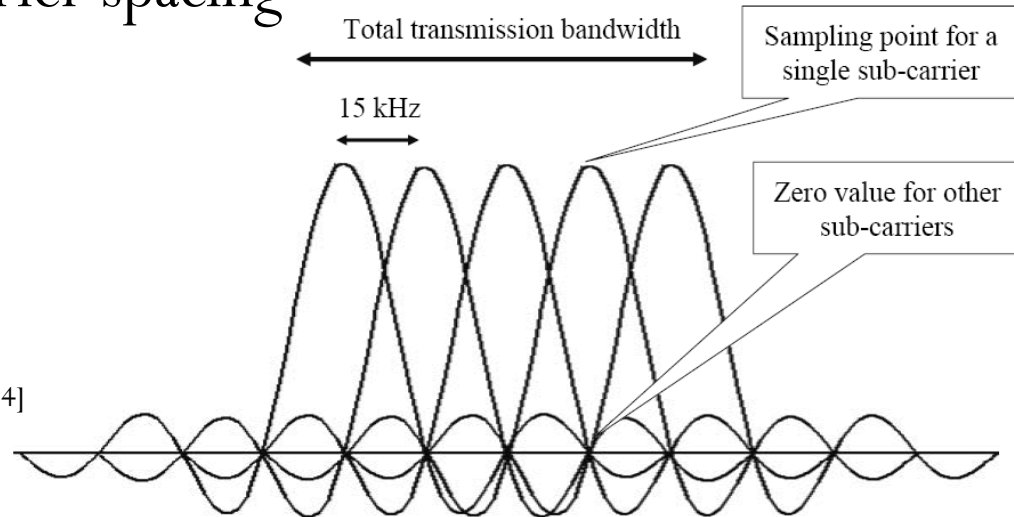 spacing
Total transmission bandwidth
Sampling point for a
single sub-carrier
15 kHz
Zero value for other
sub-carriers
4]